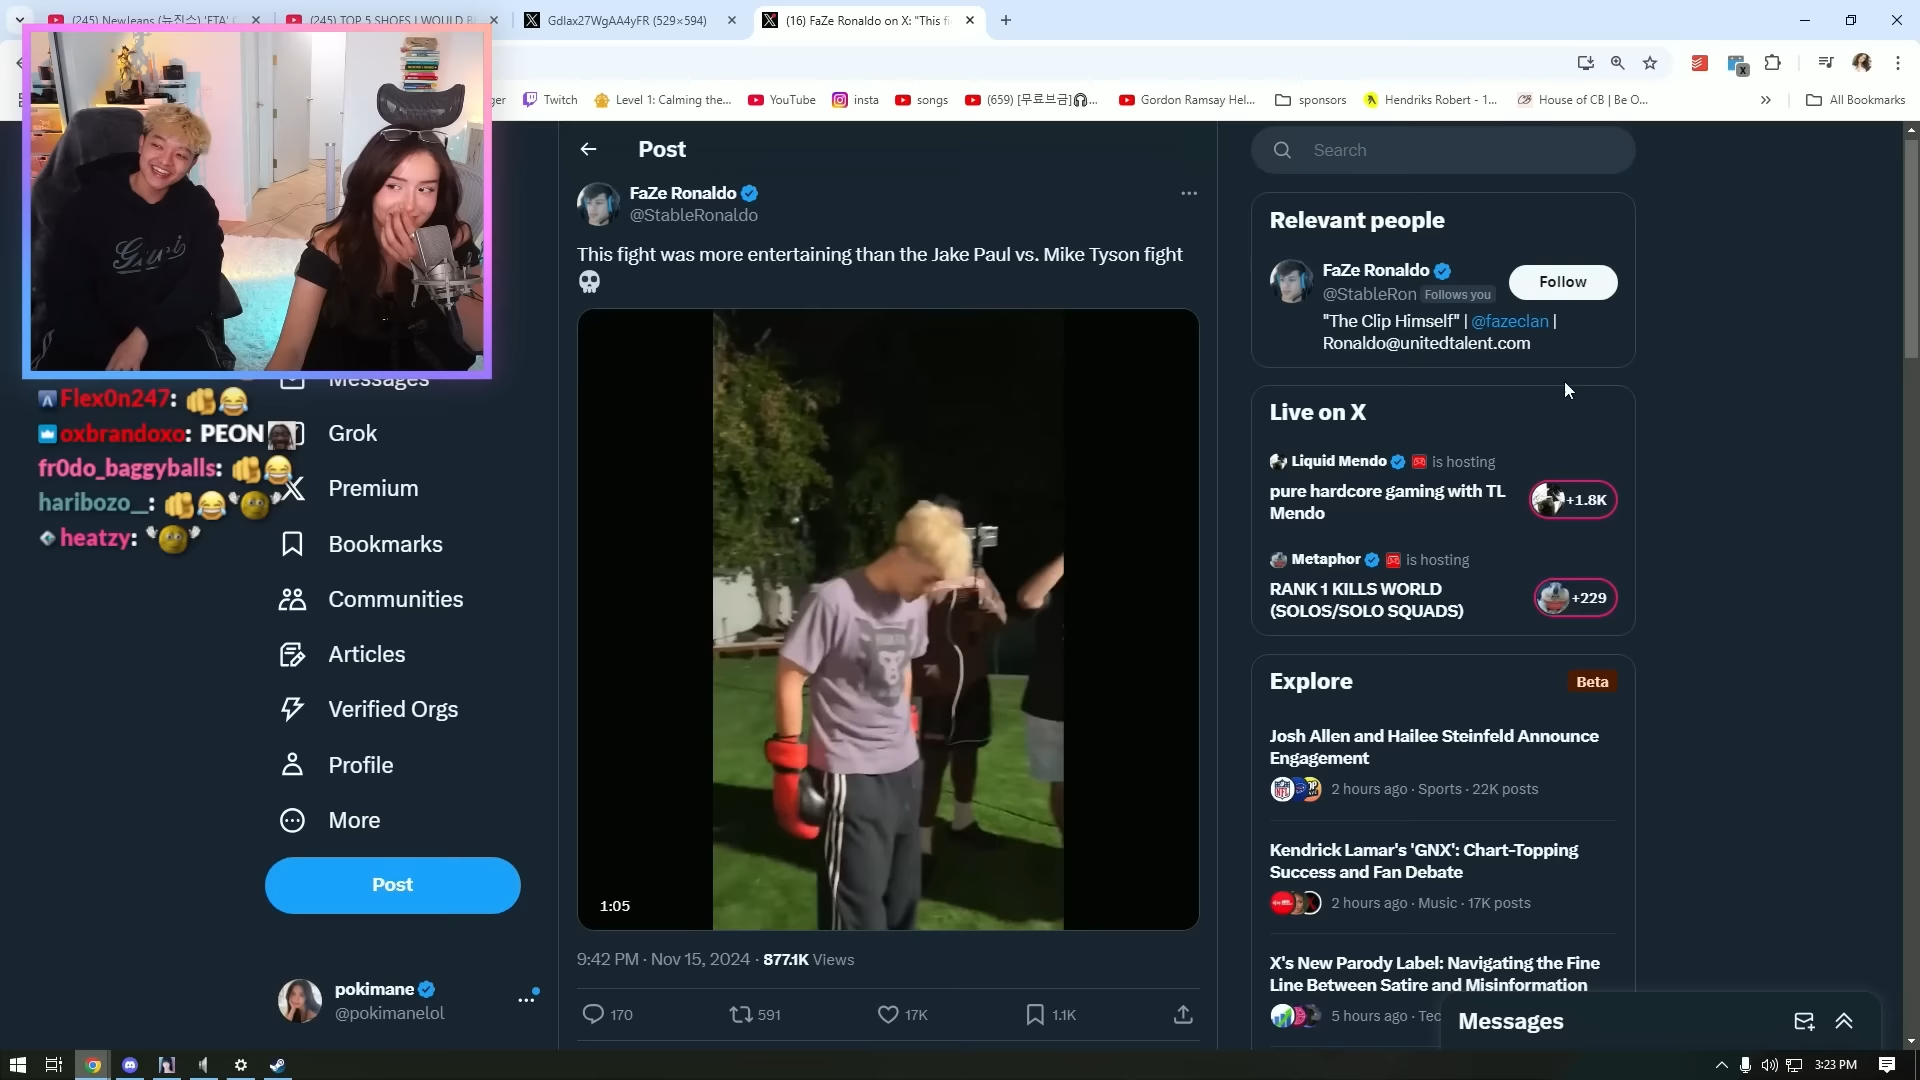 (245) NewJeans (뉴진스) 'ETA'
(245) TOP 5 SHOES I WOULD
Gdlax27WgAA4yFR (529×594)
(16) FaZe Ronaldo on X: "This fi
Twitch
Level 1: Calming the...
YouTube
insta
songs
(659) [무료브금]🎧...
Gordon Ramsay Hel...
sponsors
Hendriks Robert - 1...
House of CB | Be O...
All Bookmarks
Messages
Grok
Premium
Bookmarks
Communities
Articles
Verified Orgs
Profile
More
Post
pokimane
@pokimanelol
Flex0n247: 🫵😂
oxbrandoxo: PEON
fr0do_baggyballs: 🫵😂
haribozo__: 🫵😂
heatzy:
Post
FaZe Ronaldo
@StableRonaldo
This fight was more entertaining than the Jake Paul vs. Mike Tyson fight
💀
1:05
9:42 PM · Nov 15, 2024 · 877.1K Views
170
591
17K
1.1K
Search
Relevant people
FaZe Ronaldo
@StableRon Follows you
Follow
"The Clip Himself" | @fazeclan |
Ronaldo@unitedtalent.com
Live on X
Liquid Mendo is hosting
pure hardcore gaming with TL
Mendo
+1.8K
Metaphor is hosting
RANK 1 KILLS WORLD
(SOLOS/SOLO SQUADS)
+229
Explore
Beta
Josh Allen and Hailee Steinfeld Announce
Engagement
2 hours ago · Sports · 22K posts
Kendrick Lamar's 'GNX': Chart-Topping
Success and Fan Debate
2 hours ago · Music · 17K posts
X's New Parody Label: Navigating the Fine
Line Between Satire and Misinformation
5 hours ago · Tec
Messages
3:23 PM